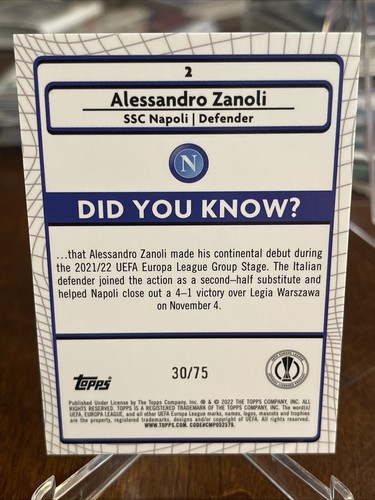 2
Alessandro Zanoli
SSC Napoli | Defender
N
DID YOU KNOW?
...that Alessandro Zanoli made his continental debut during
the 2021/22 UEFA Europa League Group Stage. The Italian
defender joined the action as a second-half substitute and
helped Napoli close out a 4–1 victory over Legia Warszawa
on November 4.
Topps
30/75
Published Under License by The Topps Company, Inc. ® & © 2022 THE TOPPS COMPANY, INC. ALL
RIGHTS RESERVED. TOPPS IS A REGISTERED TRADEMARK OF THE TOPPS COMPANY, INC. The word(s)
UEFA, EUROPA LEAGUE, and all other UEFA Europa League marks, names, logos, mascots and trophies
are the property, registered trademarks, designs and/or copyright of UEFA. All Rights Reserved.
WWW.TOPPS.COM. CODE#CMP052576.